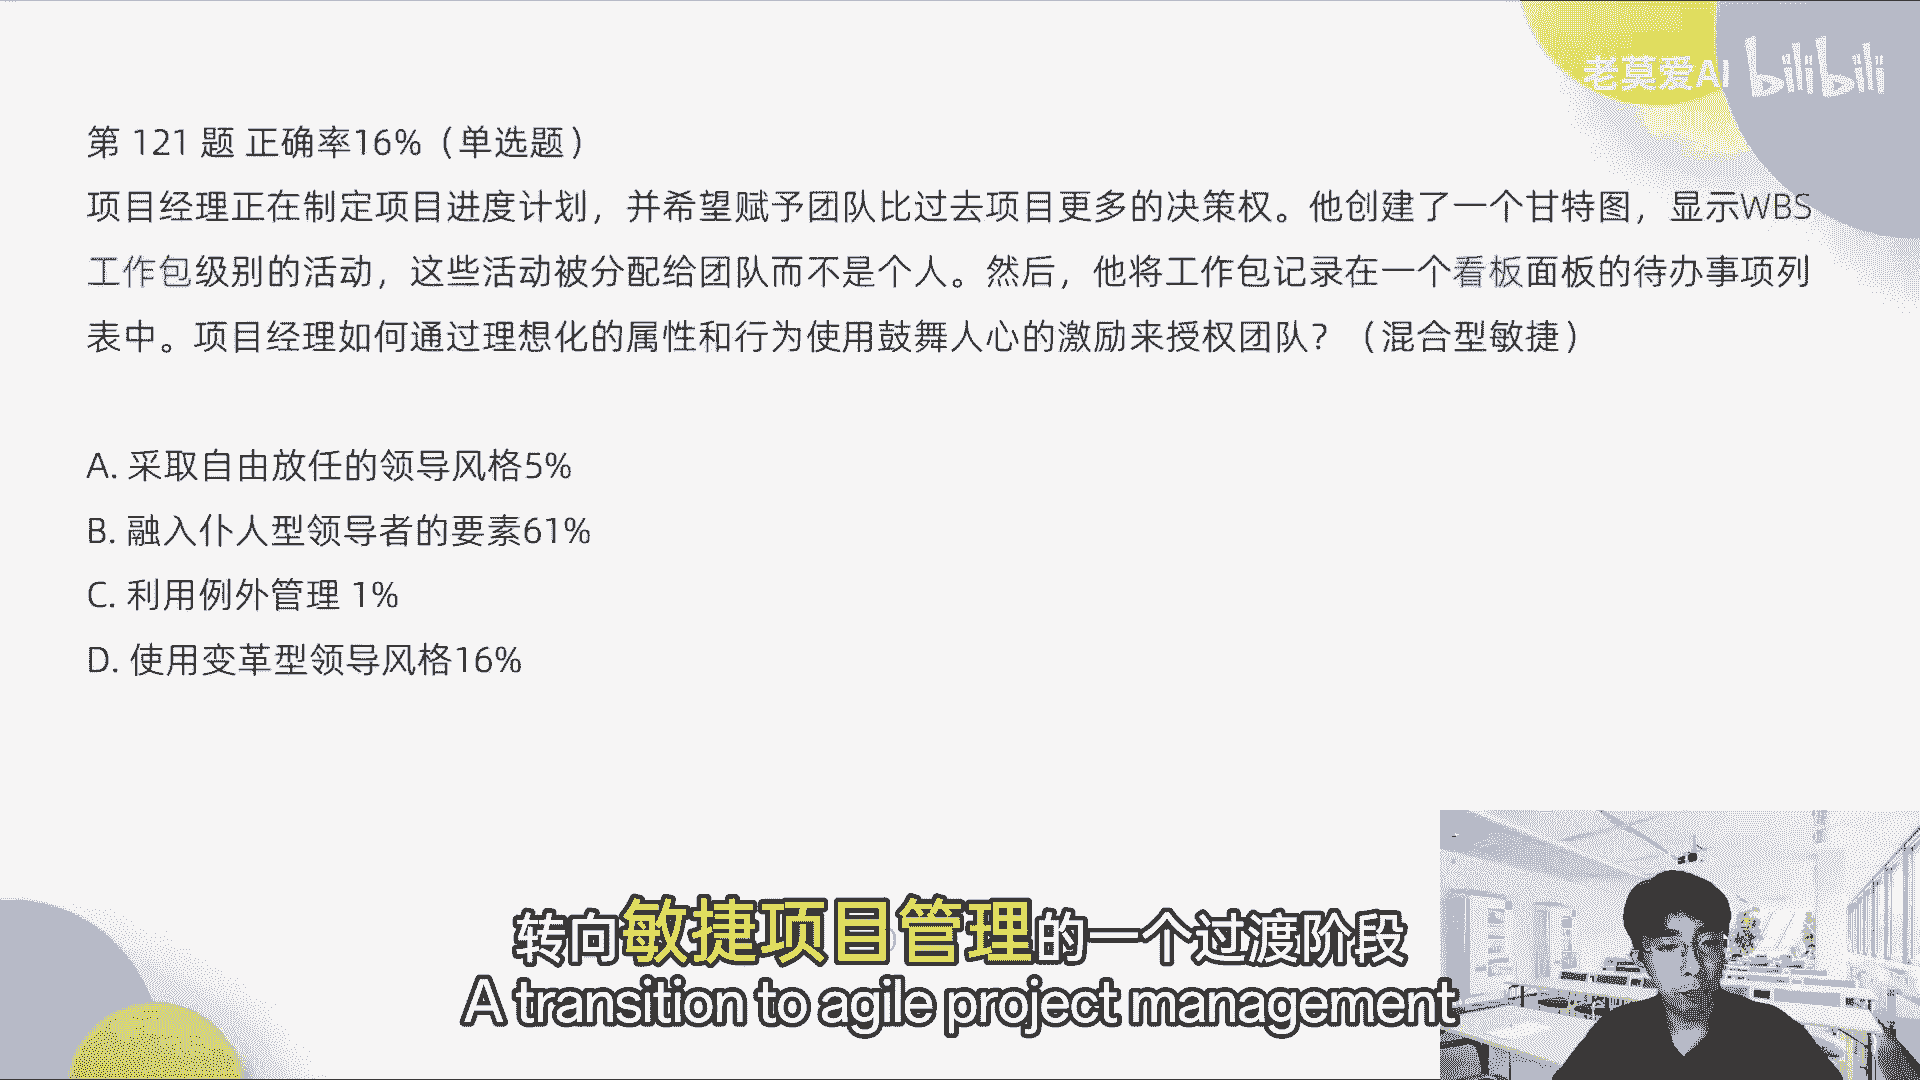 老莫爱AI bilibili
第 121 题 正确率16%（单选题）
项目经理正在制定项目进度计划，并希望赋予团队比过去项目更多的决策权。他创建了一个甘特图，显示WBS
工作包级别的活动，这些活动被分配给团队而不是个人。然后，他将工作包记录在一个看板面板的待办事项列
表中。项目经理如何通过理想化的属性和行为使用鼓舞人心的激励来授权团队？（混合型敏捷）
A. 采取自由放任的领导风格5%
B. 融入仆人型领导者的要素61%
C. 利用例外管理 1%
D. 使用变革型领导风格16%
转向敏捷项目管理的一个过渡阶段
A transition to agile project management